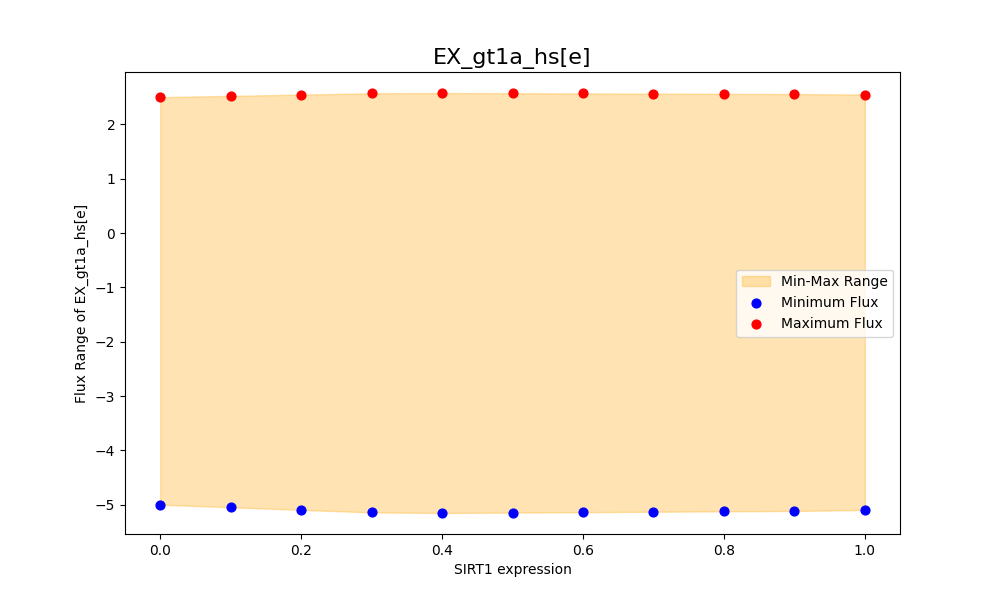 EX_gt1a_hs[e]
Flux Range of EX_gt1a_hs[e]
2
1
0
−1
−2
−3
−4
−5
Min-Max Range
Minimum Flux
Maximum Flux
0.0 0.2 0.4 0.6 0.8 1.0
SIRT1 expression